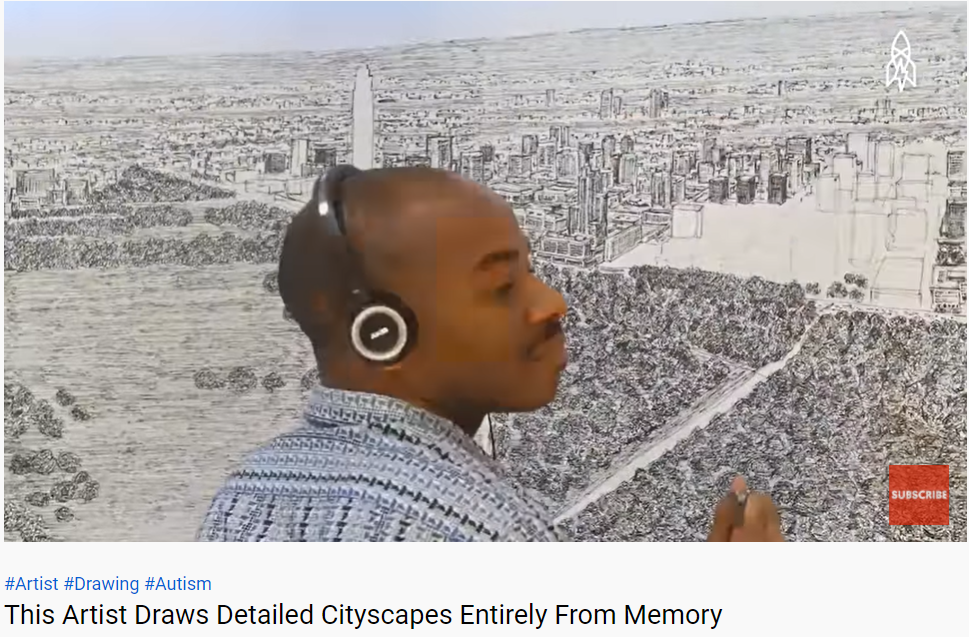 SUBSCRIBE
#Artist #Drawing #Autism
This Artist Draws Detailed Cityscapes Entirely From Memory